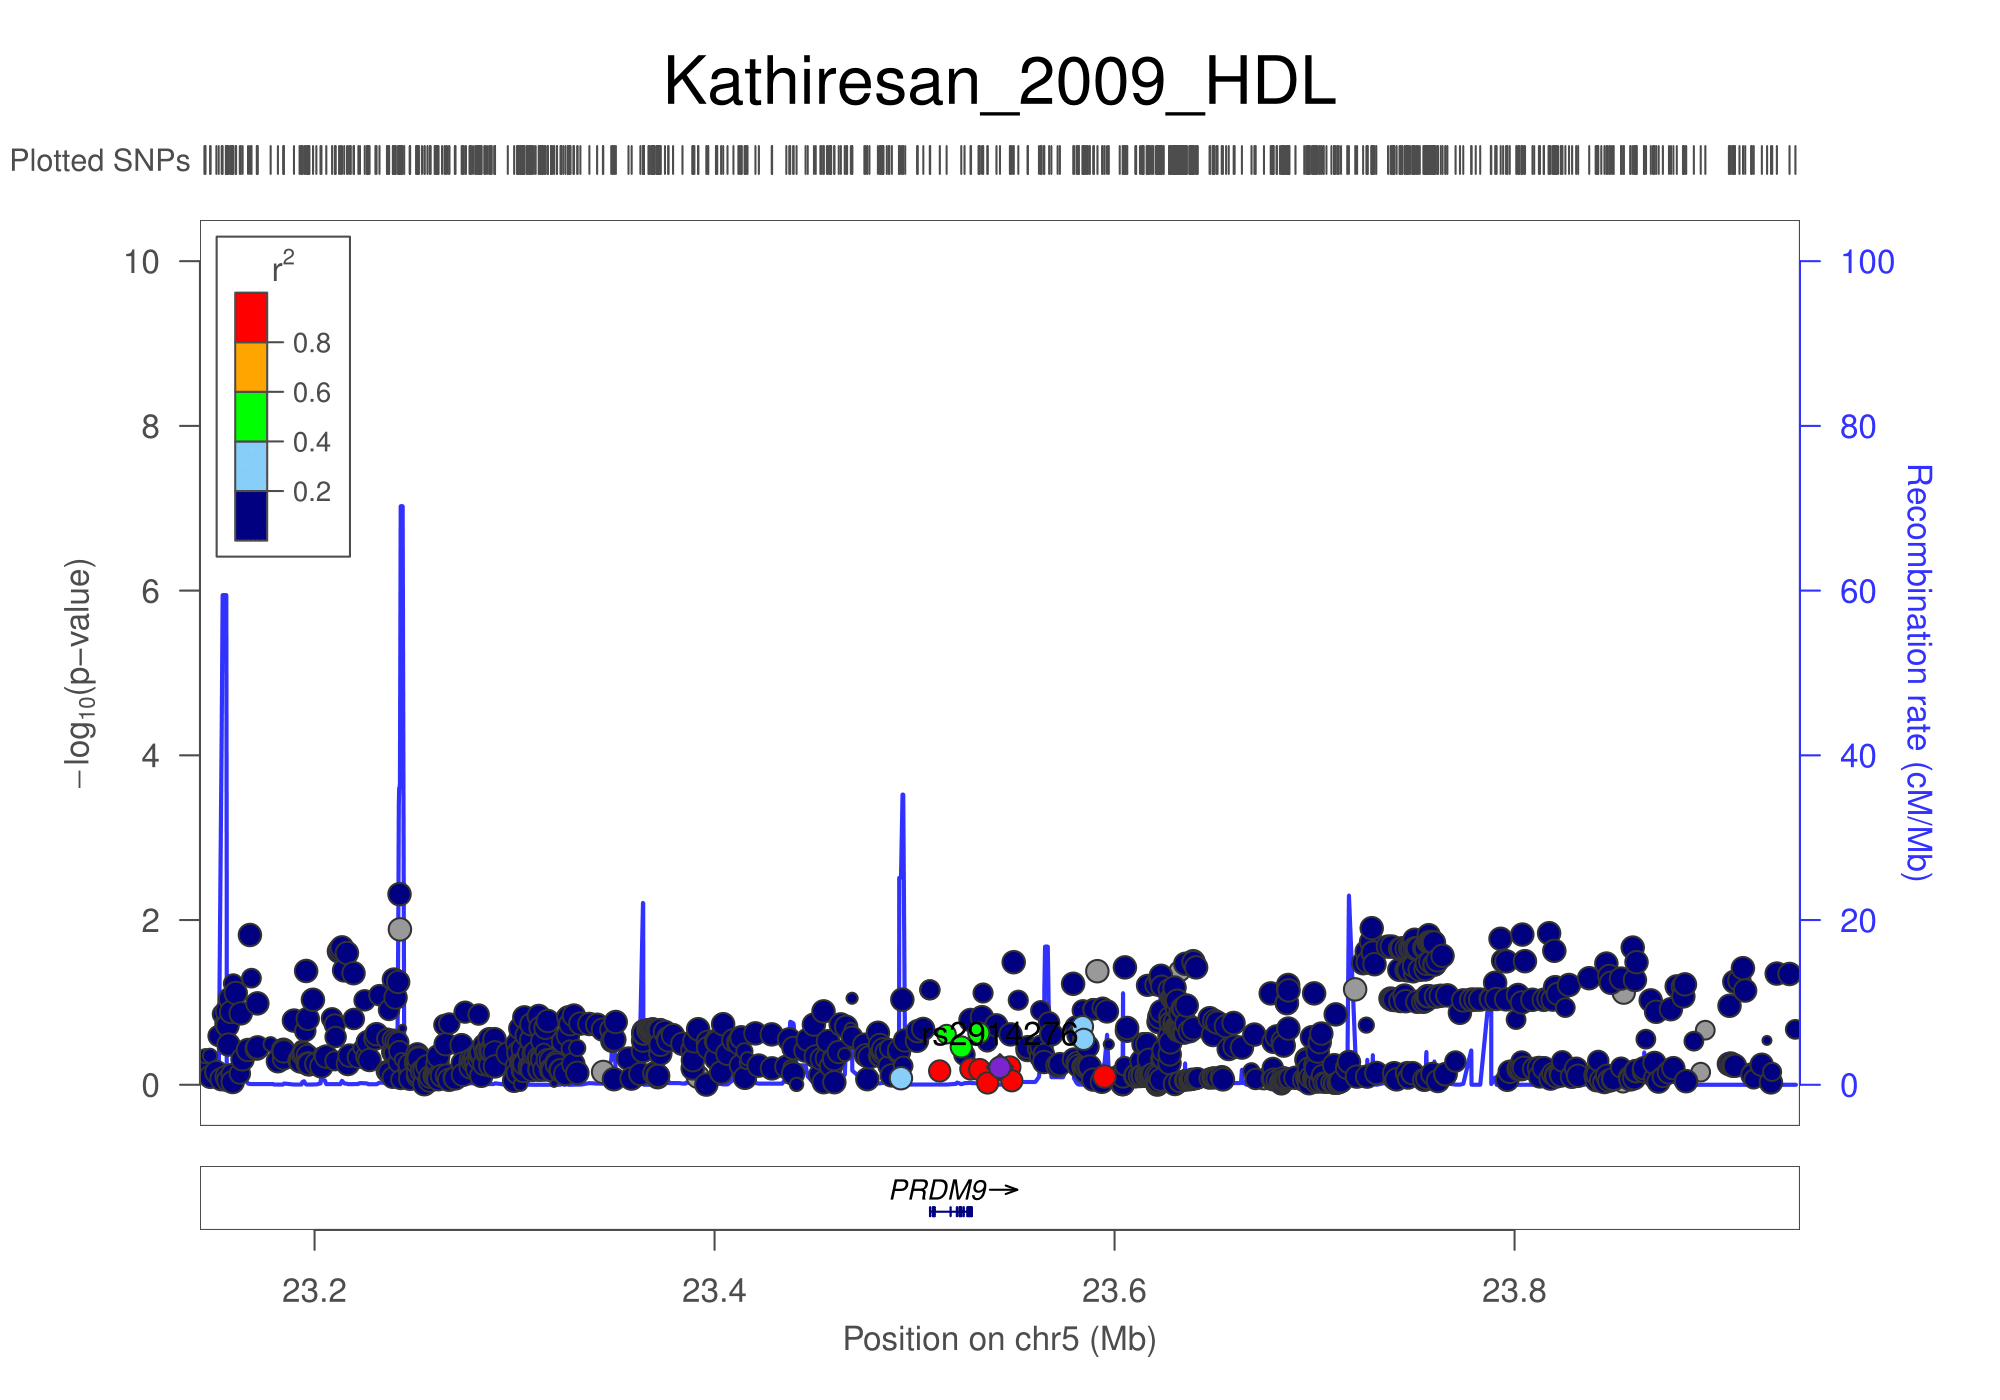 Kathiresan_2009_HDL
Plotted SNPs
r2
0.8
0.6
0.4
0.2
10
8
6
4
2
0
−log10(p−value)
100
80
60
40
20
0
Recombination rate (cM/Mb)
rs2914276
PRDM9
23.2 23.4 23.6 23.8
Position on chr5 (Mb)